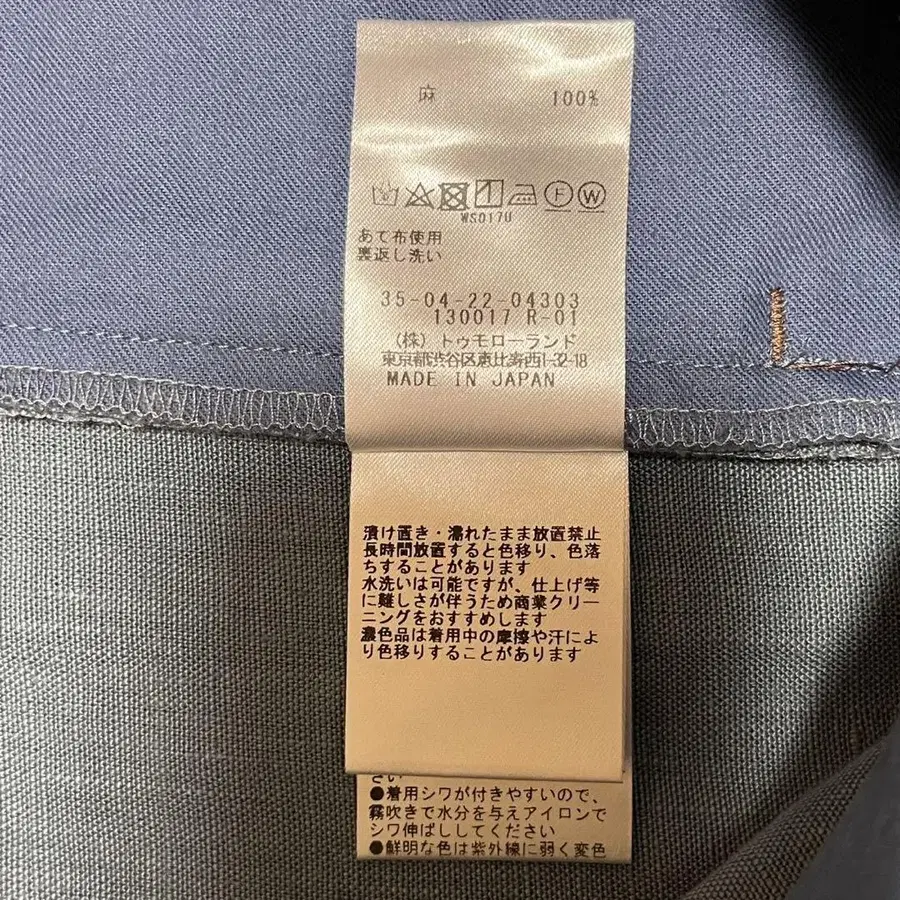 麻 100%
WS017U
あて布使用
裏返し洗い
35-04-22-04303
130017 R-01
(株)トゥモローランド
東京都渋谷区恵比寿西1-32-18
MADE IN JAPAN
漬け置き・濡れたまま放置禁止
長時間放置すると色移り、色落
ちすることがあります
水洗いは可能ですが、仕上げ等
に難しさが伴うため商業クリー
ニングをおすすめします
濃色品は着用中の摩擦や汗によ
り色移りすることがあります
さい
●着用シワが付きやすいので、
霧吹きで水分を与えアイロンで
シワ伸ばししてください
●鮮明な色は紫外線に弱く変色